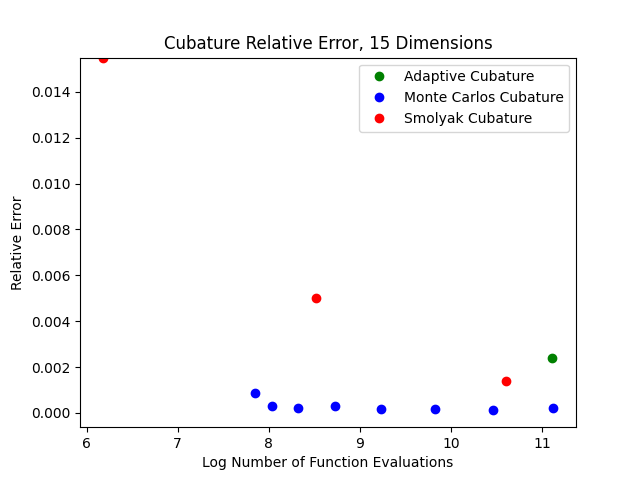 Cubature Relative Error, 15 Dimensions
Adaptive Cubature
Monte Carlos Cubature
Smolyak Cubature
0.014
0.012
0.010
0.008
0.006
0.004
0.002
0.000
Relative Error
6 7 8 9 10 11
Log Number of Function Evaluations